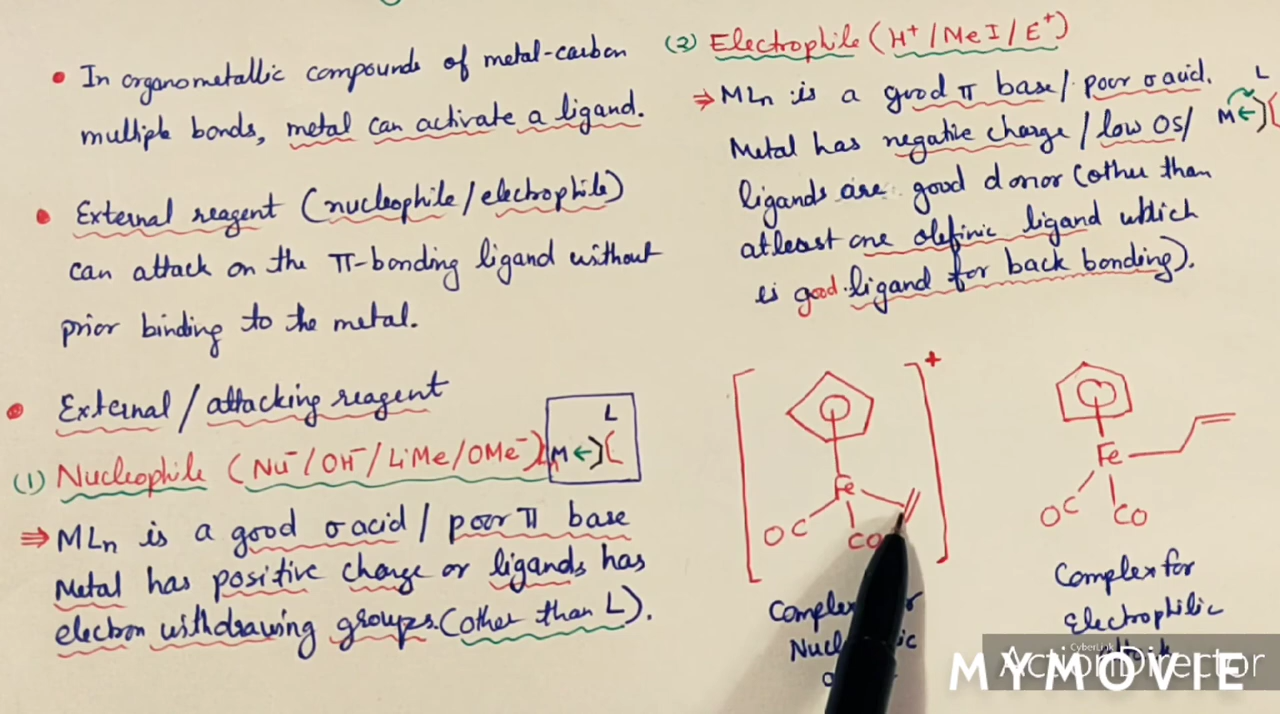 • In organometallic compounds of metal-carbon
multiple bonds, metal can activate a ligand.
• External reagent (nucleophile/electrophile)
can attack on the π-bonding ligand without
prior binding to the metal.
• External / attacking reagent
(1) Nucleophile (Nu⁻/OH⁻/LiMe/OMe⁻)
L
M ←
⇒ MLn is a good σ acid / poor π base
Metal has positive charge or ligands has
electron withdrawing groups (other than L).
(2) Electrophile (H⁺/MeI/E⁺)
⇒ MLn is a good π base/ poor σ acid.
Metal has negative charge / low OS/
ligands are good donor (other than
atleast one olefinic ligand which
is good ligand for back bonding).
L
M←
+
Fe
OC
CO
Fe
OC
CO
Complex for
Electrophilic
CyberLink
ActionDirector
MYMOVIE